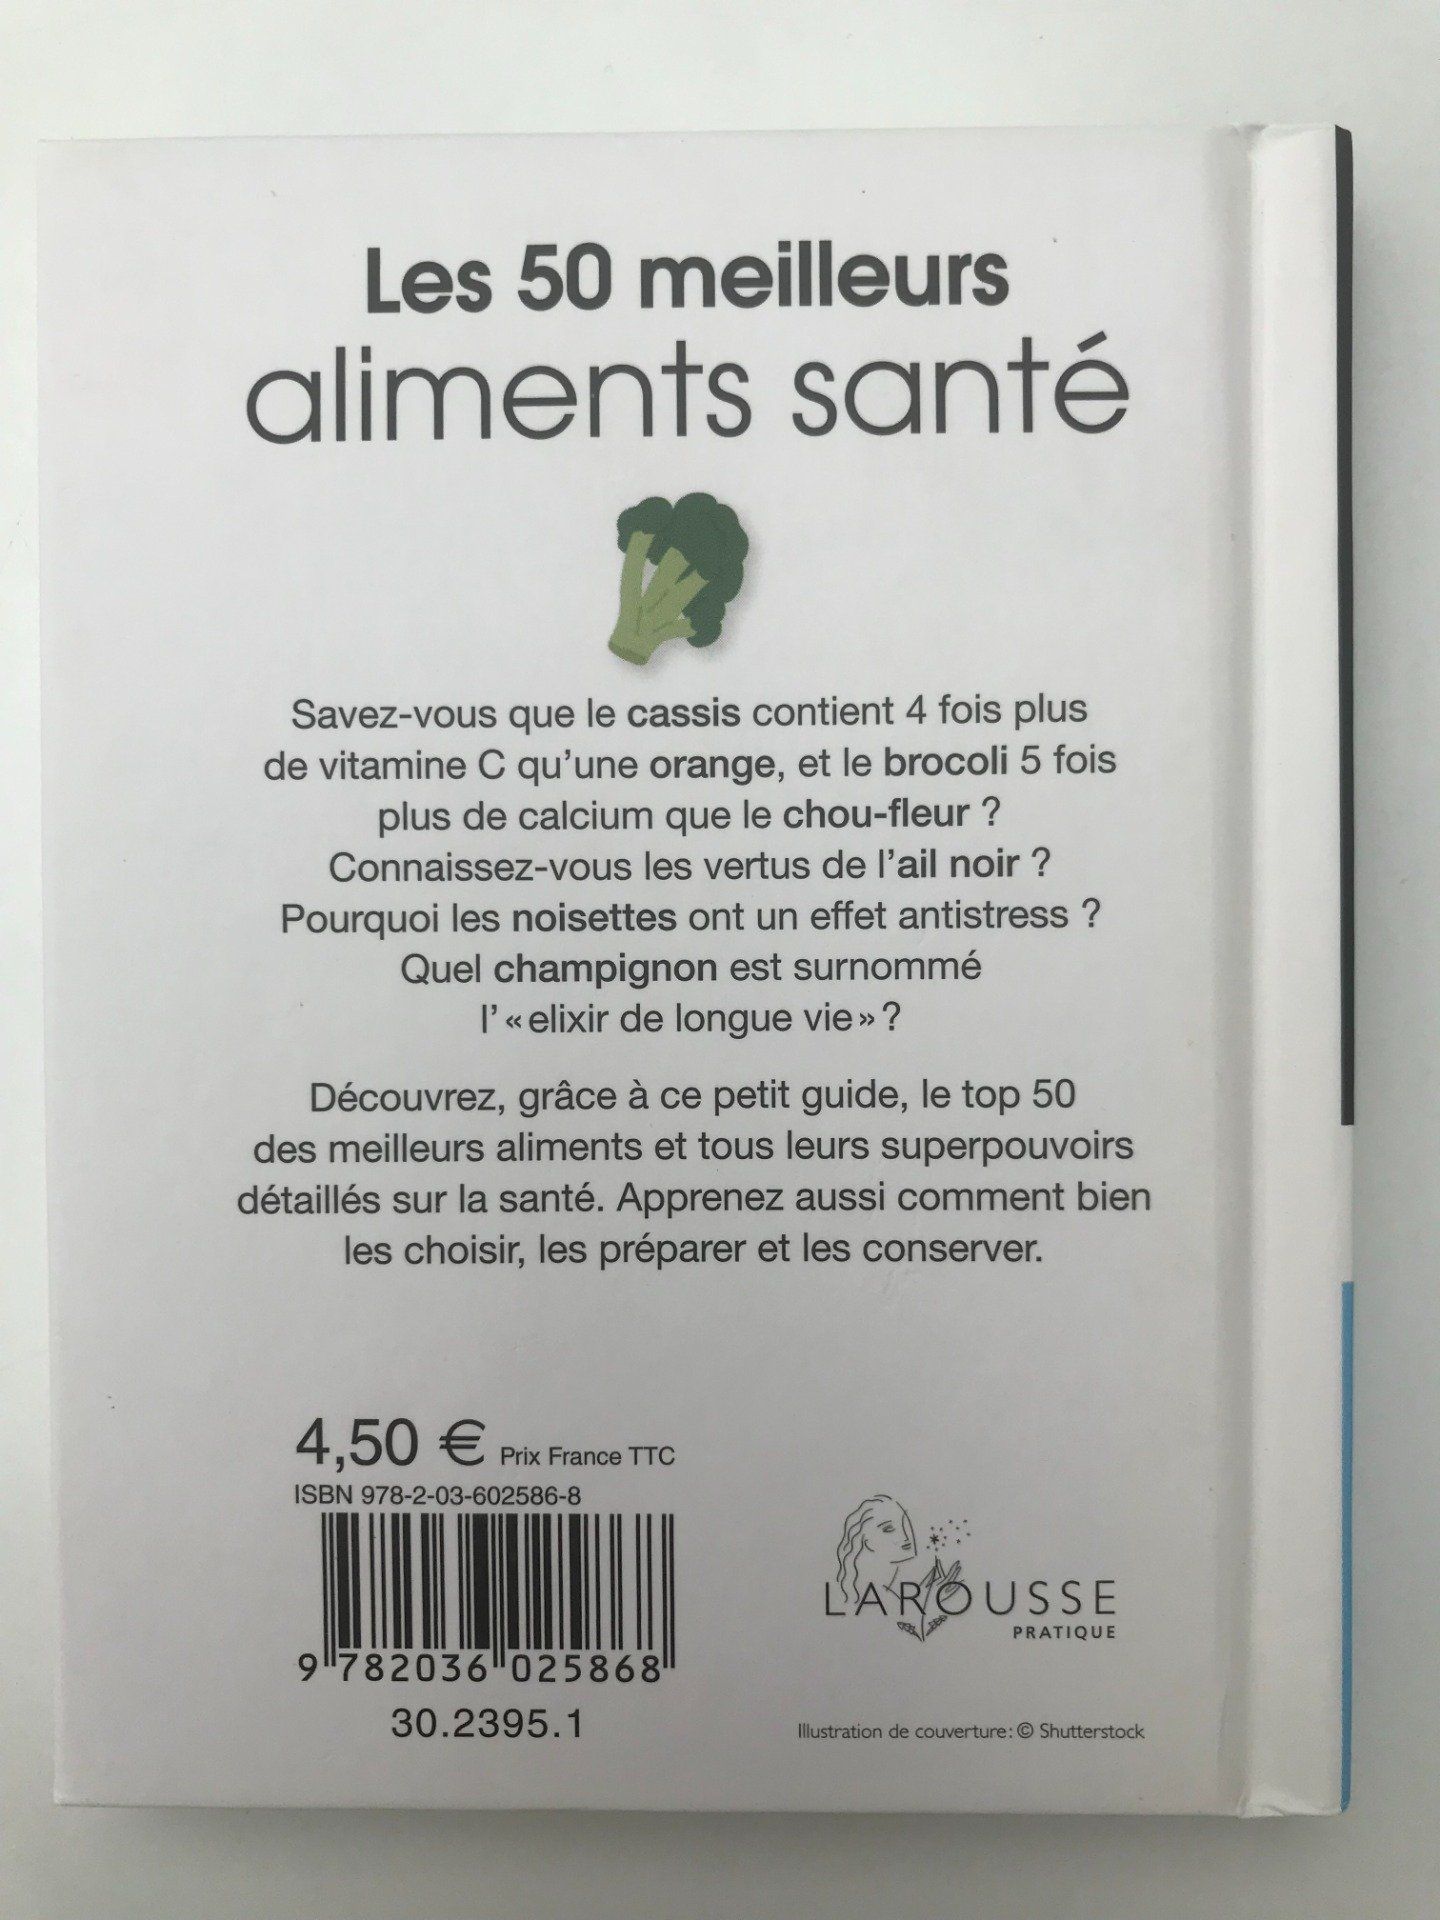 Les 50 meilleurs
aliments santé
Savez-vous que le cassis contient 4 fois plus
de vitamine C qu’une orange, et le brocoli 5 fois
plus de calcium que le chou-fleur ?
Connaissez-vous les vertus de l’ail noir ?
Pourquoi les noisettes ont un effet antistress ?
Quel champignon est surnommé
l’« elixir de longue vie » ?
Découvrez, grâce à ce petit guide, le top 50
des meilleurs aliments et tous leurs superpouvoirs
détaillés sur la santé. Apprenez aussi comment bien
les choisir, les préparer et les conserver.
4,50 € Prix France TTC
ISBN 978-2-03-602586-8
9 782036 025868
30.2395.1
LAROUSSE
PRATIQUE
Illustration de couverture : © Shutterstock